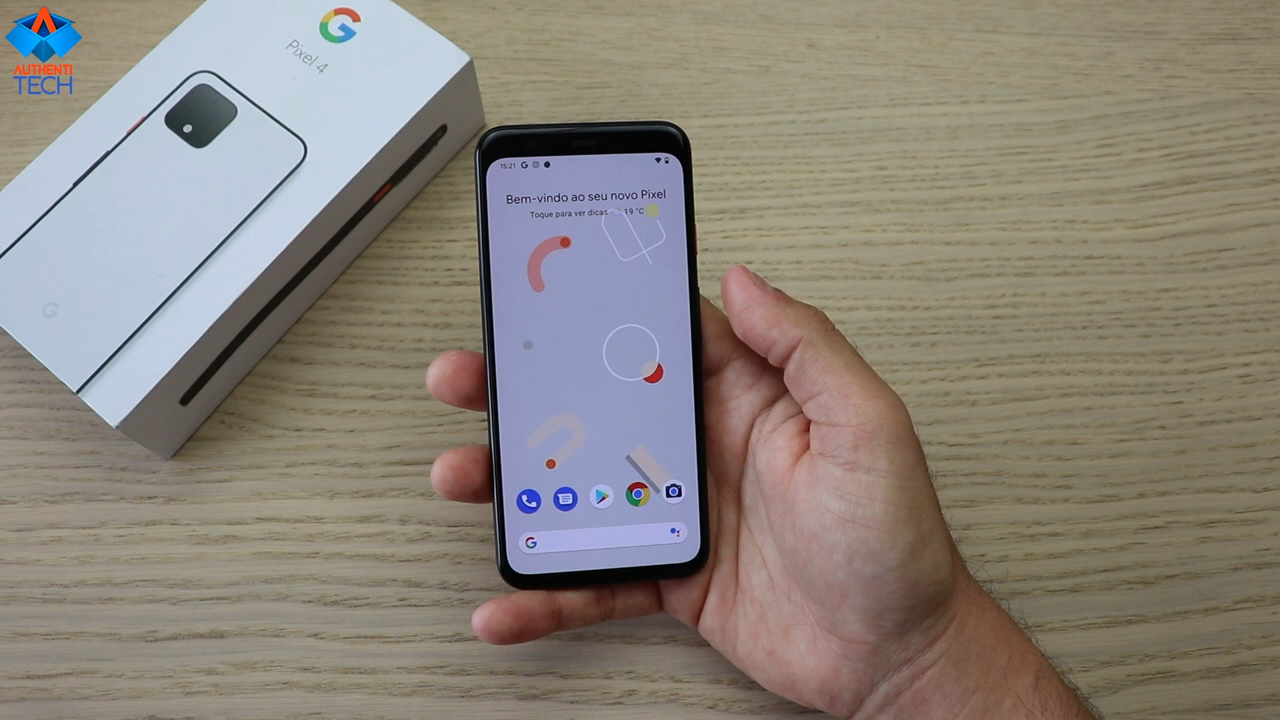 AUTHENTI
TECH
Pixel 4
15:21
Bem-vindo ao seu novo Pixel
Toque para ver dicas
19 °C